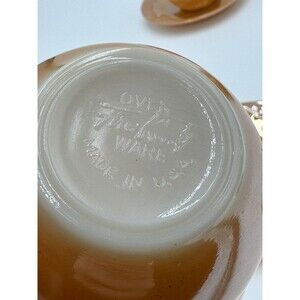 OVEN
Fire-King
WARE
MADE IN U.S.A.